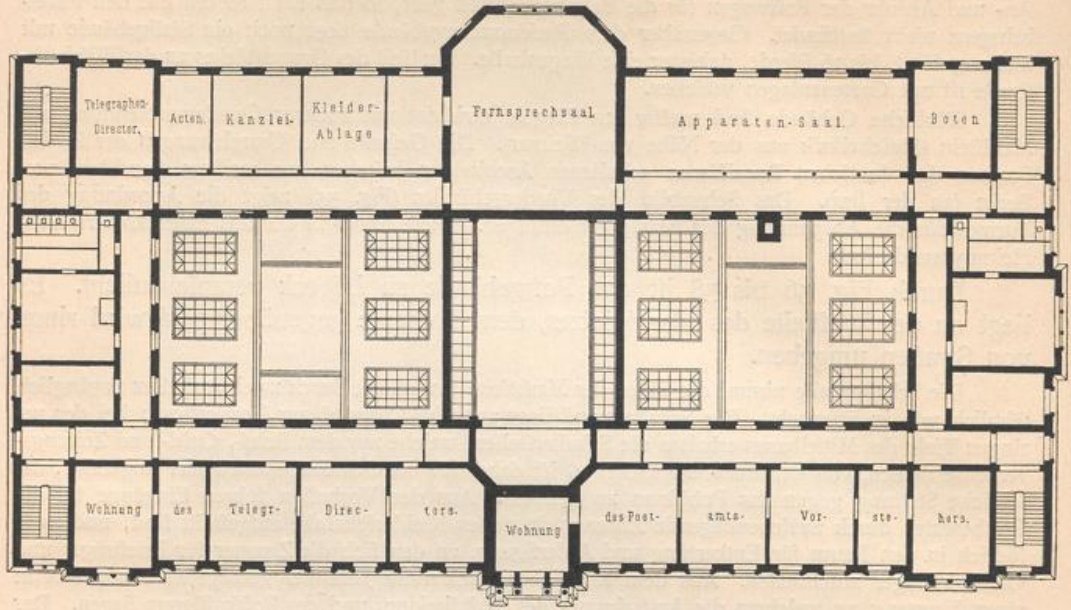 Telegraphen-
Director.
Acten.
Kanzlei-
Kleider-
Ablage
Fernsprechsaal
Apparaten-Saal.
Boten
Wohnung
des
Telegr.-
Direc-
tors.
Wohnung
des Post-
amts-
Vor-
ste-
hers.